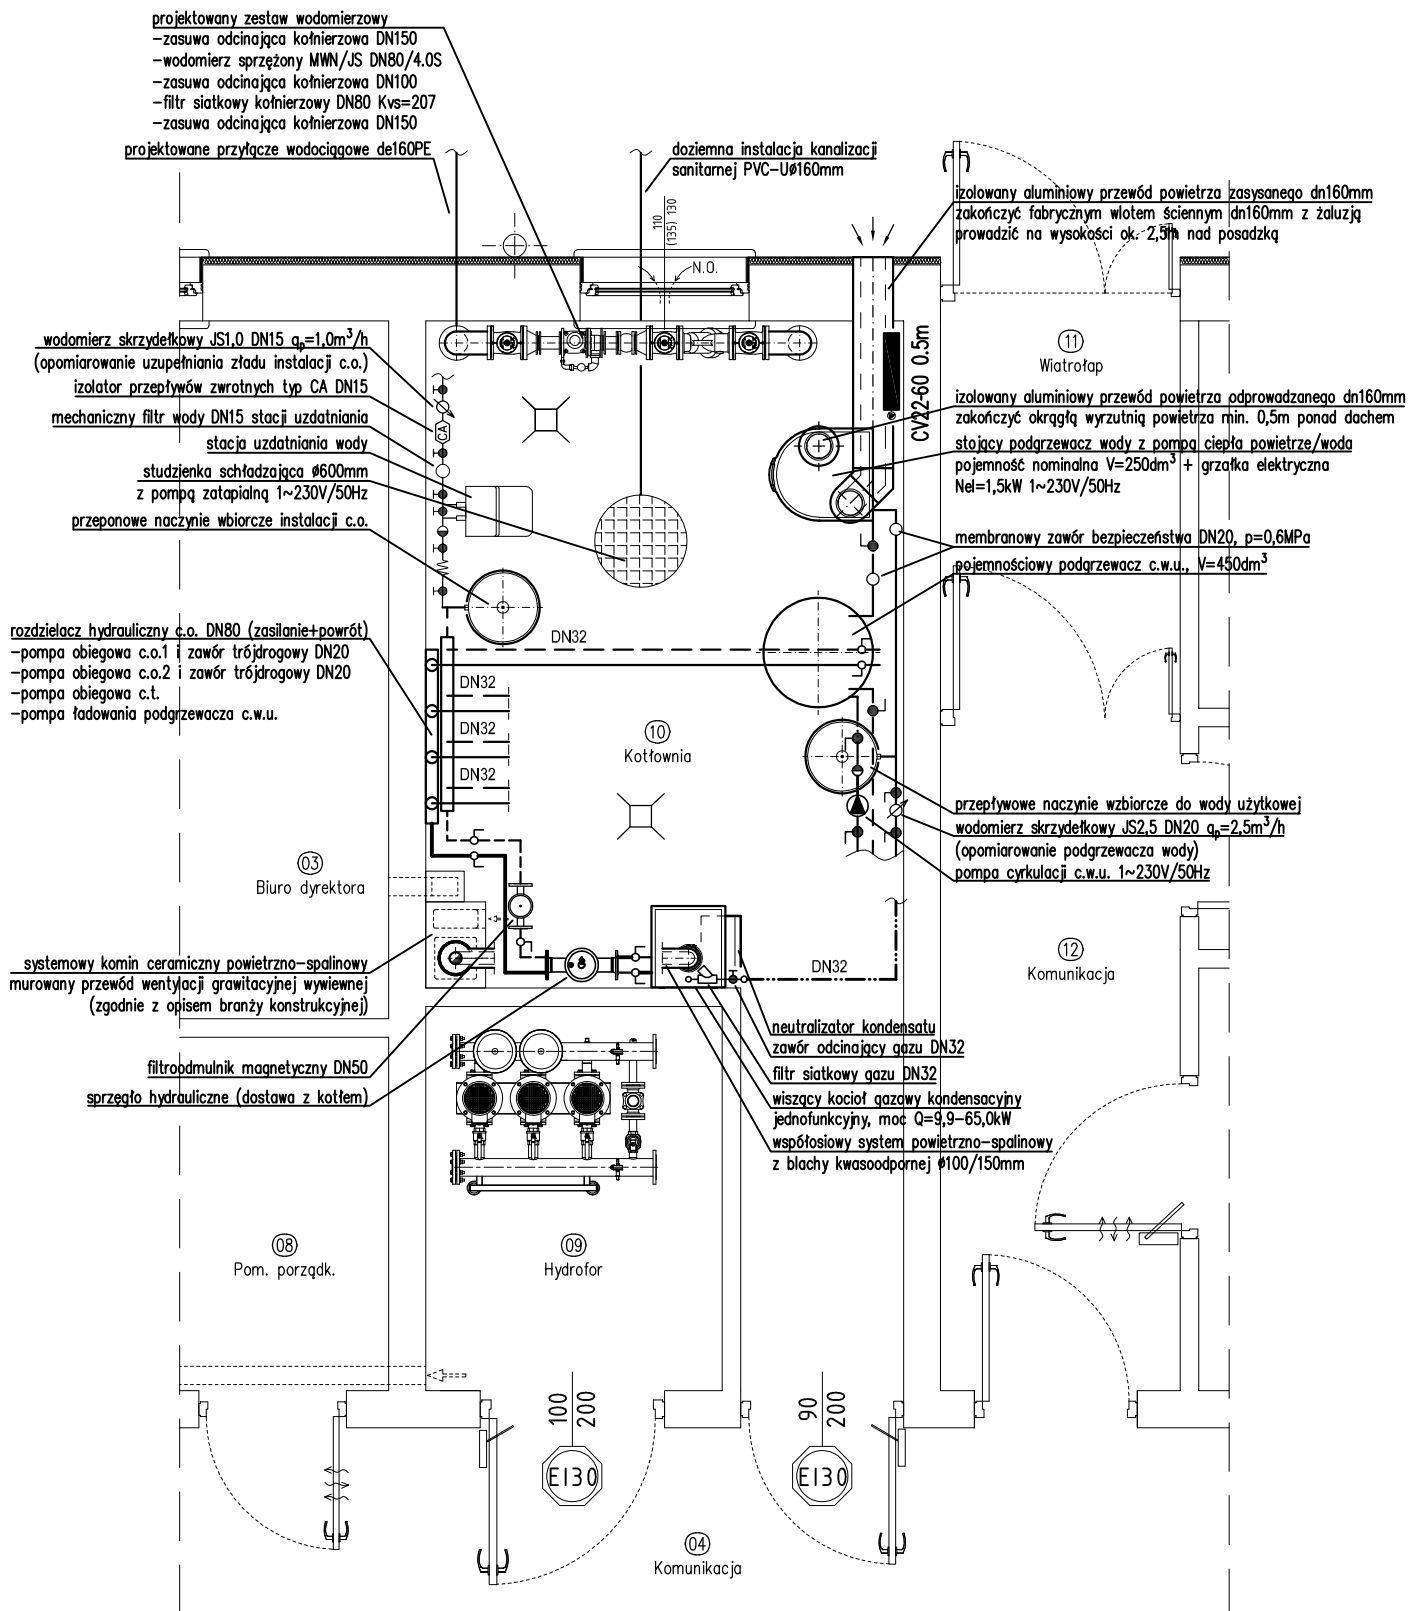 projektowany zestaw wodomierzowy
-zasuwa odcinająca kołnierzowa DN150
-wodomierz sprzężony MWN/JS DN80/4.0S
-zasuwa odcinająca kołnierzowa DN100
-filtr siatkowy kołnierzowy DN80 Kvs=207
-zasuwa odcinająca kołnierzowa DN150
projektowane przyłącze wodociągowe de160PE
doziemna instalacja kanalizacji
sanitarnej PVC-Uø160mm
izolowany aluminiowy przewód powietrza zasysanego dn160mm
zakończyć fabrycznym wlotem ściennym dn160mm z żaluzją
prowadzić na wysokości ok. 2,5m nad posadzką
110
(135) 130
N.O.
wodomierz skrzydełkowy JS1,0 DN15 qp=1,0m³/h
(opomiarowanie uzupełniania zładu instalacji c.o.)
izolator przepływów zwrotnych typ CA DN15
mechaniczny filtr wody DN15 stacji uzdatniania
stacja uzdatniania wody
studzienka schładzająca ø600mm
z pompą zatapialną 1~230V/50Hz
przeponowe naczynie wbiorcze instalacji c.o.
CA
CV22-60 0.5m
11
Wiatrołap
izolowany aluminiowy przewód powietrza odprowadzanego dn160mm
zakończyć okrągłą wyrzutnią powietrza min. 0,5m ponad dachem
stojący podgrzewacz wody z pompą ciepła powietrze/woda
pojemność nominalna V=250dm³ + grzałka elektryczna
Nel=1,5kW 1~230V/50Hz
membranowy zawór bezpieczeństwa DN20, p=0,6MPa
pojemnościowy podgrzewacz c.w.u., V=450dm³
rozdzielacz hydrauliczny c.o. DN80 (zasilanie+powrót)
-pompa obiegowa c.o.1 i zawór trójdrogowy DN20
-pompa obiegowa c.o.2 i zawór trójdrogowy DN20
-pompa obiegowa c.t.
-pompa ładowania podgrzewacza c.w.u.
DN32
DN32
DN32
DN32
10
Kotłownia
przepływowe naczynie wzbiorcze do wody użytkowej
wodomierz skrzydełkowy JS2,5 DN20 qp=2,5m³/h
(opomiarowanie podgrzewacza wody)
pompa cyrkulacji c.w.u. 1~230V/50Hz
03
Biuro dyrektora
12
Komunikacja
systemowy komin ceramiczny powietrzno-spalinowy
murowany przewód wentylacji grawitacyjnej wywiewnej
(zgodnie z opisem branży konstrukcyjnej)
DN32
filtroodmulnik magnetyczny DN50
sprzęgło hydrauliczne (dostawa z kotłem)
neutralizator kondensatu
zawór odcinający gazu DN32
filtr siatkowy gazu DN32
wiszący kocioł gazawy kondensacyjny
jednofunkcyjny, moc Q=9,9-65,0kW
współosiowy system powietrzno-spalinowy
z blachy kwasoodpornej ø100/150mm
08
Pom. porządk.
09
Hydrofor
100
200
EI30
90
200
EI30
04
Komunikacja